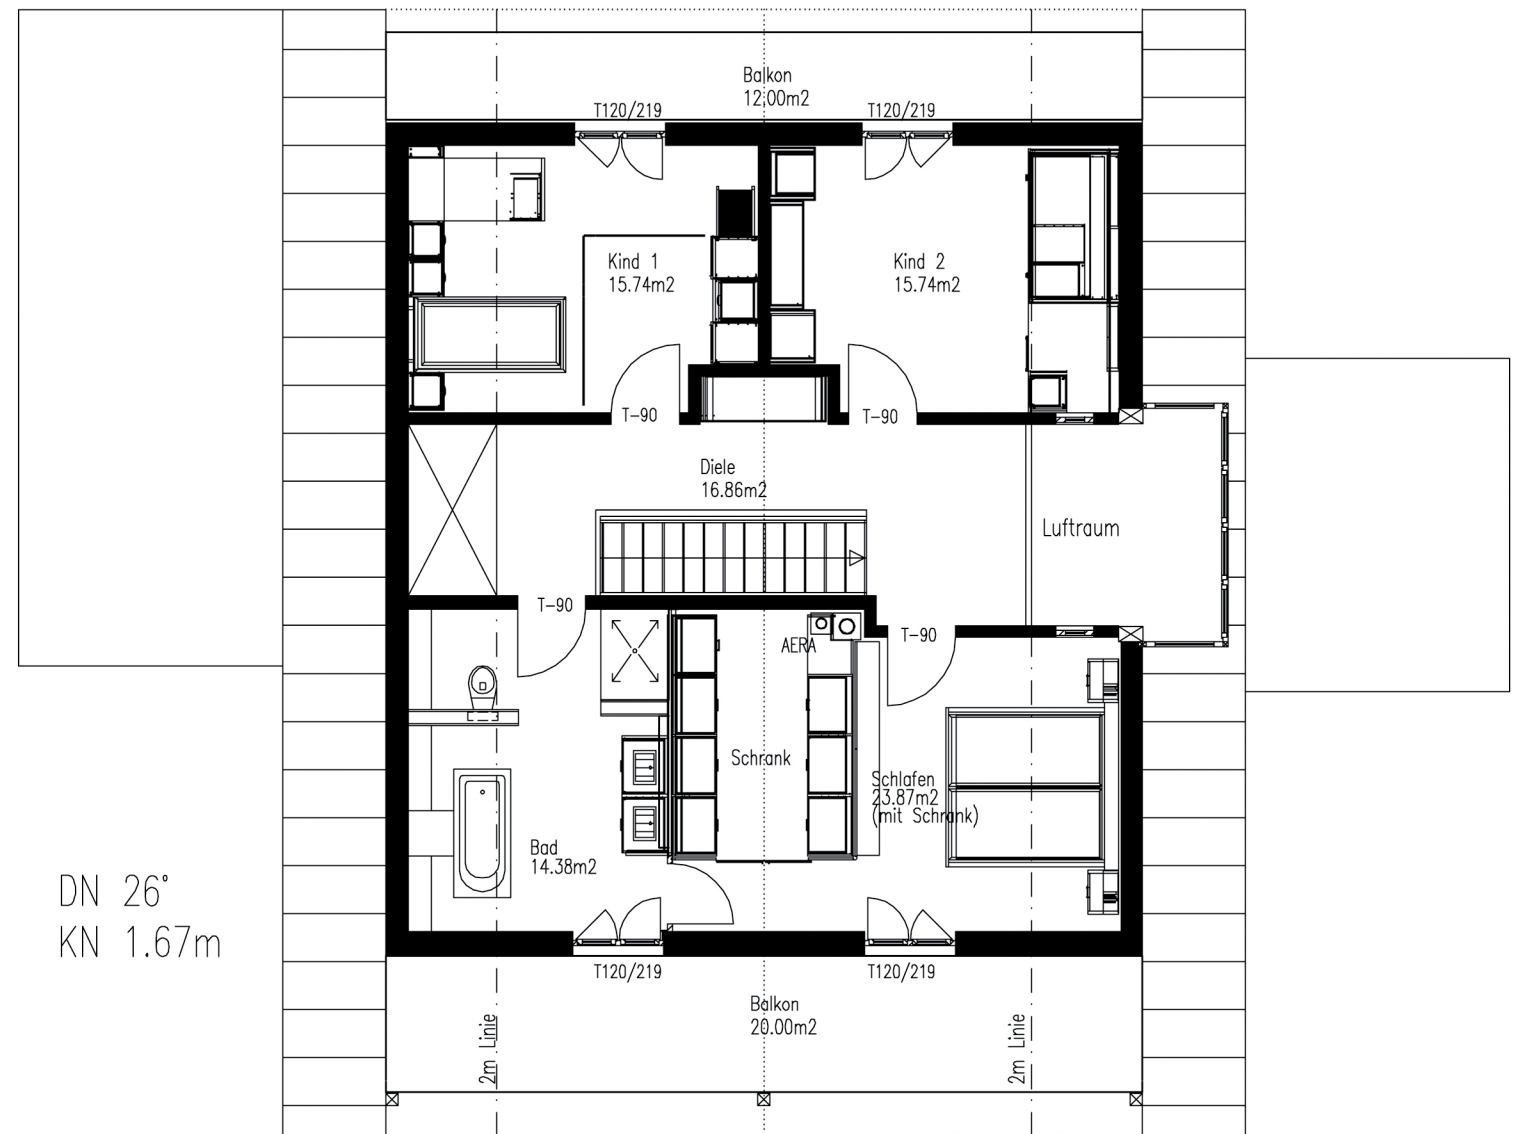 Balkon
12.00m2
T120/219
T120/219
Kind 1
15.74m2
Kind 2
15.74m2
T-90
T-90
Diele
16.86m2
Luftraum
T-90
T-90
AERA
Schrank
Schlafen
23.87m2
(mit Schrank)
Bad
14.38m2
DN 26°
KN 1.67m
T120/219
T120/219
Balkon
20.00m2
2m Linie
2m Linie